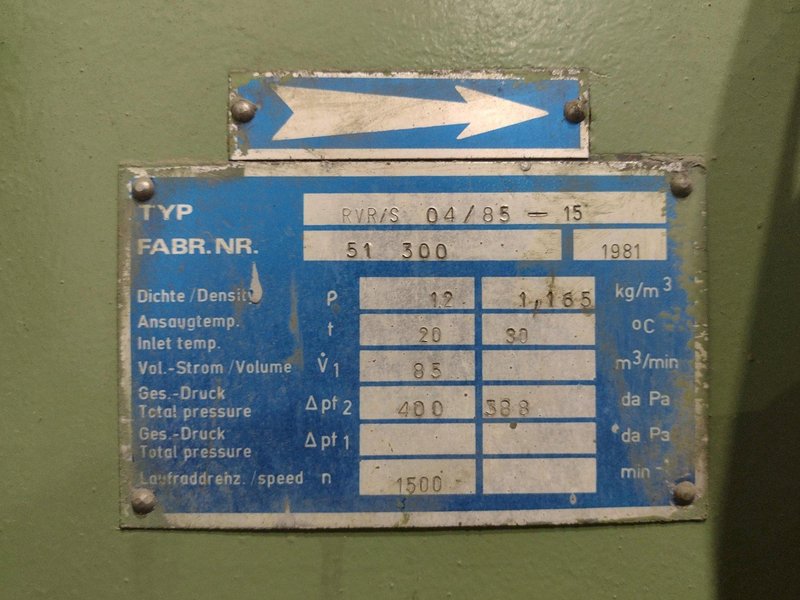 TYP RVR/S 04/85 - 15
FABR.NR. 51 300 1981
Dichte/Density ρ 1.2 1,165 kg/m³
Ansaugtemp.
Inlet temp. t 20 30 °C
Vol.-Strom/Volume V̇1 85 m³/min
Ges.-Druck
Total pressure Δpt2 400 388 da Pa
Ges.-Druck
Total pressure Δpt1 da Pa
Laufraddrehz./speed n 1500 min⁻¹